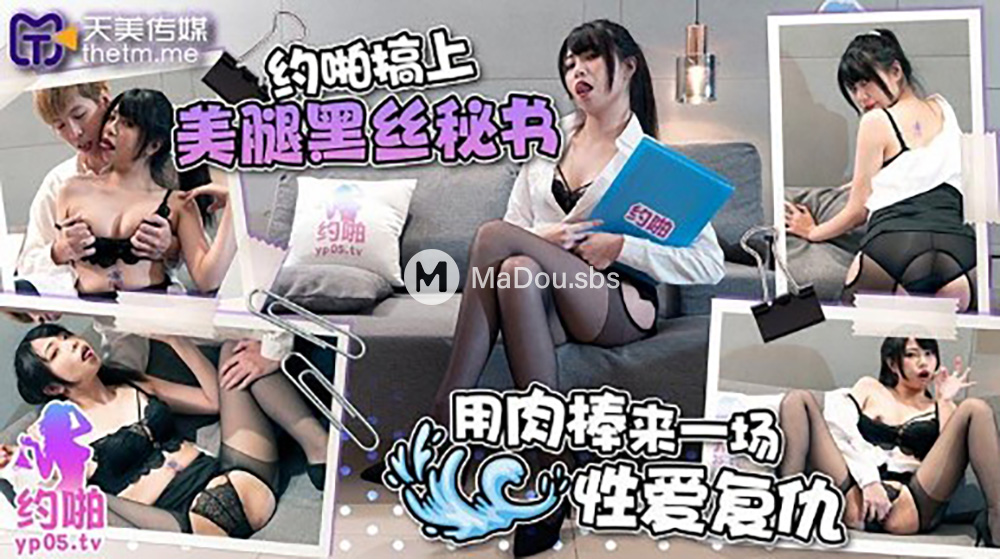 天美传媒
thetm.me
约啪搞上
美腿黑丝秘书
约啪
yp05.tv
约啪
M MaDou.sbs
用肉棒来一场
性爱复仇
约啪
yp05.tv